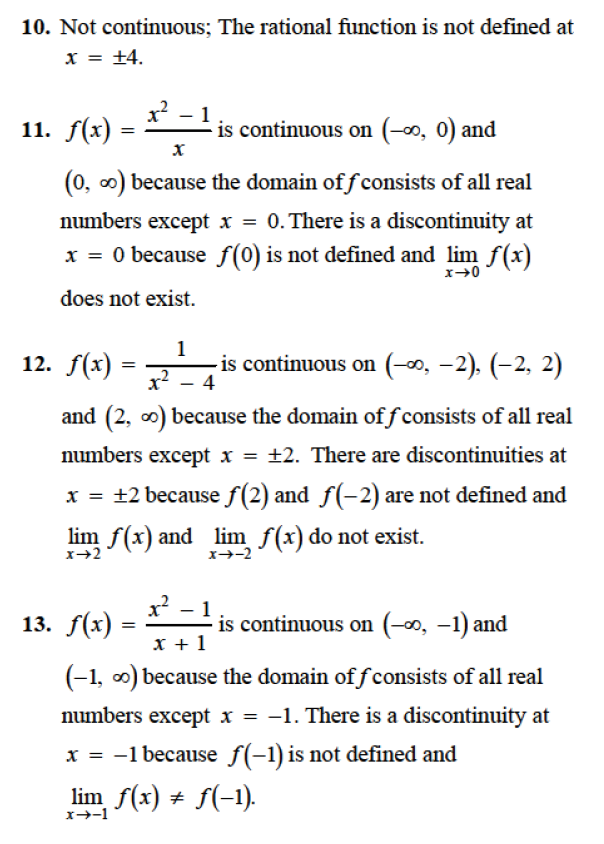 10. Not continuous; The rational function is not defined at
x = ±4.
11. f(x) = (x² − 1)/x is continuous on (−∞, 0) and
(0, ∞) because the domain of f consists of all real
numbers except x = 0. There is a discontinuity at
x = 0 because f(0) is not defined and lim x→0 f(x)
does not exist.
12. f(x) = 1/(x² − 4) is continuous on (−∞, −2), (−2, 2)
and (2, ∞) because the domain of f consists of all real
numbers except x = ±2. There are discontinuities at
x = ±2 because f(2) and f(−2) are not defined and
lim x→2 f(x) and lim x→−2 f(x) do not exist.
13. f(x) = (x² − 1)/(x + 1) is continuous on (−∞, −1) and
(−1, ∞) because the domain of f consists of all real
numbers except x = −1. There is a discontinuity at
x = −1 because f(−1) is not defined and
lim x→−1 f(x) ≠ f(−1).